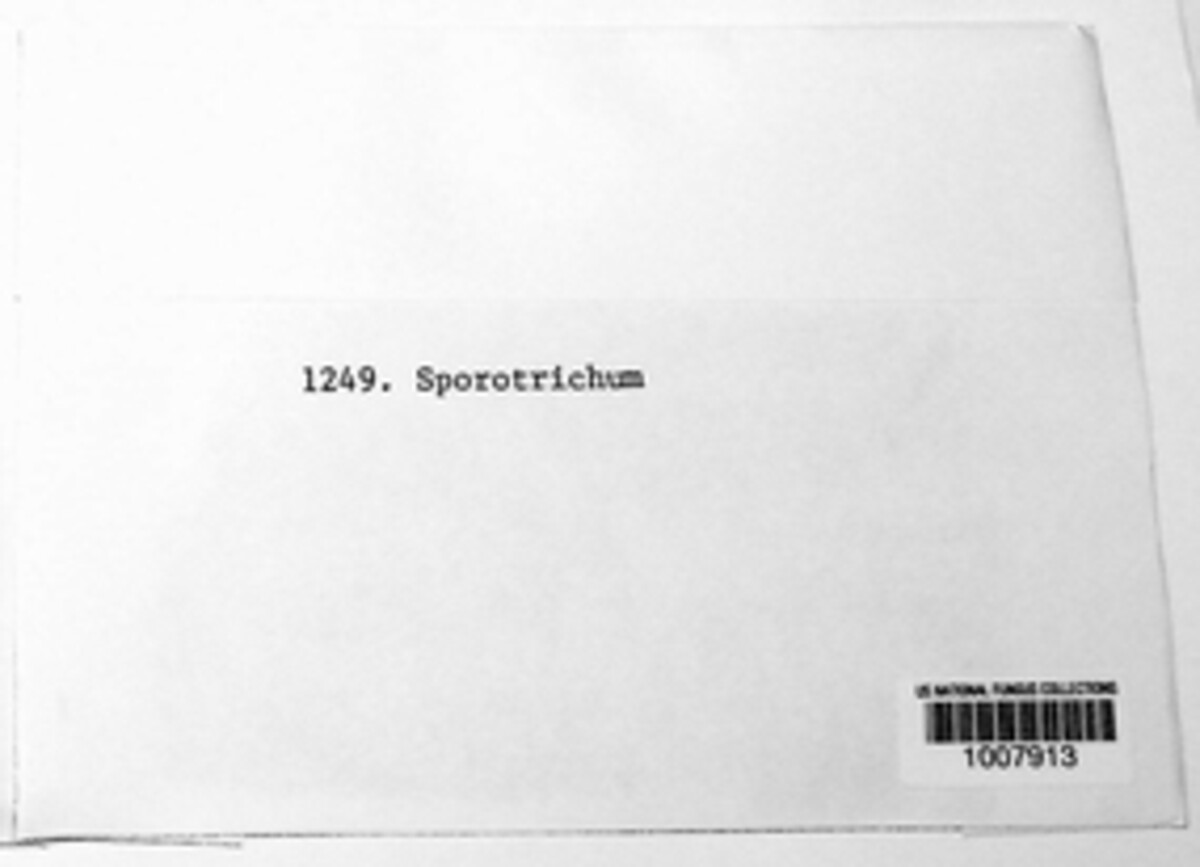 1249. Sporotrichum
US NATIONAL FUNGUS COLLECTIONS
1007913